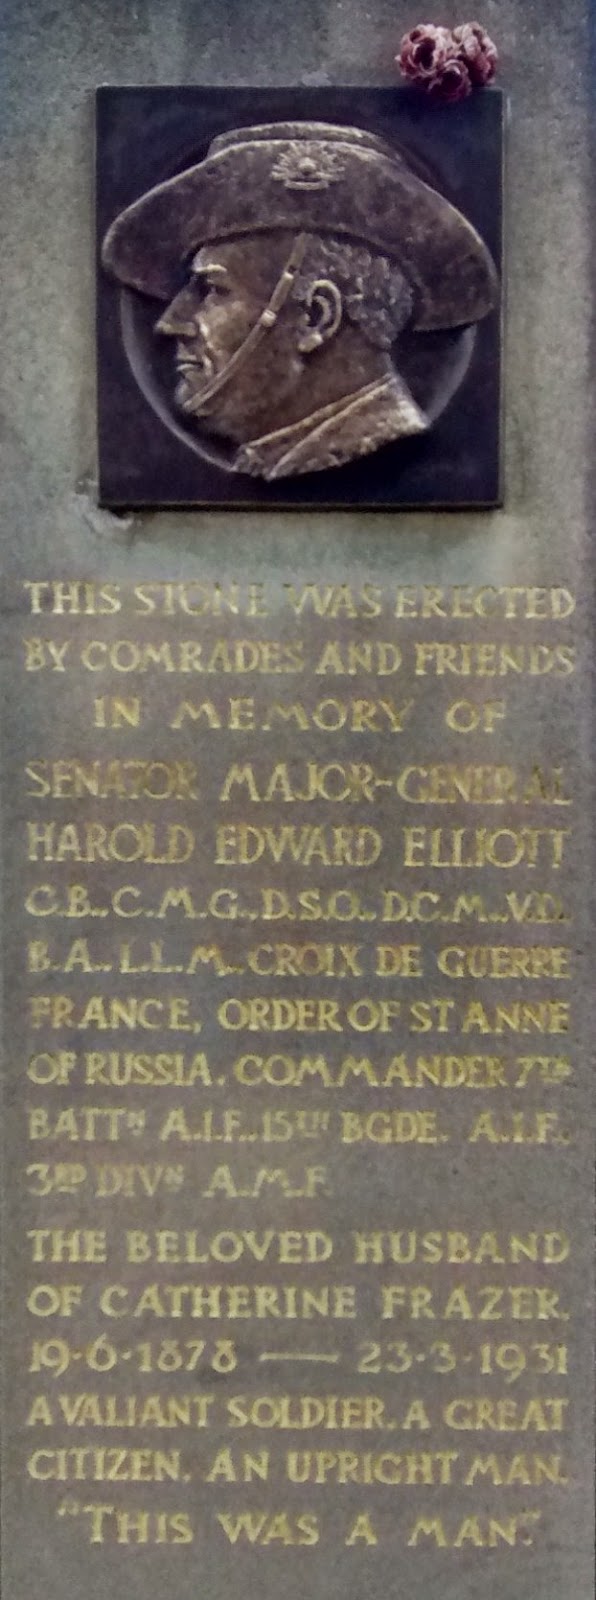 THIS STONE WAS ERECTED
BY COMRADES AND FRIENDS
IN MEMORY OF
SENATOR MAJOR-GENERAL
HAROLD EDWARD ELLIOTT
C.B., C.M.G., D.S.O., D.C.M., V.D.
B.A., L.L.M., CROIX DE GUERRE
FRANCE, ORDER OF ST ANNE
OF RUSSIA. COMMANDER 7TH
BATTN A.I.F., 15TH BGDE. A.I.F.,
3RD DIVN A.M.F.
THE BELOVED HUSBAND
OF CATHERINE FRAZER.
19·6·1878 — 23·3·1931
A VALIANT SOLDIER. A GREAT
CITIZEN. AN UPRIGHT MAN.
"THIS WAS A MAN."